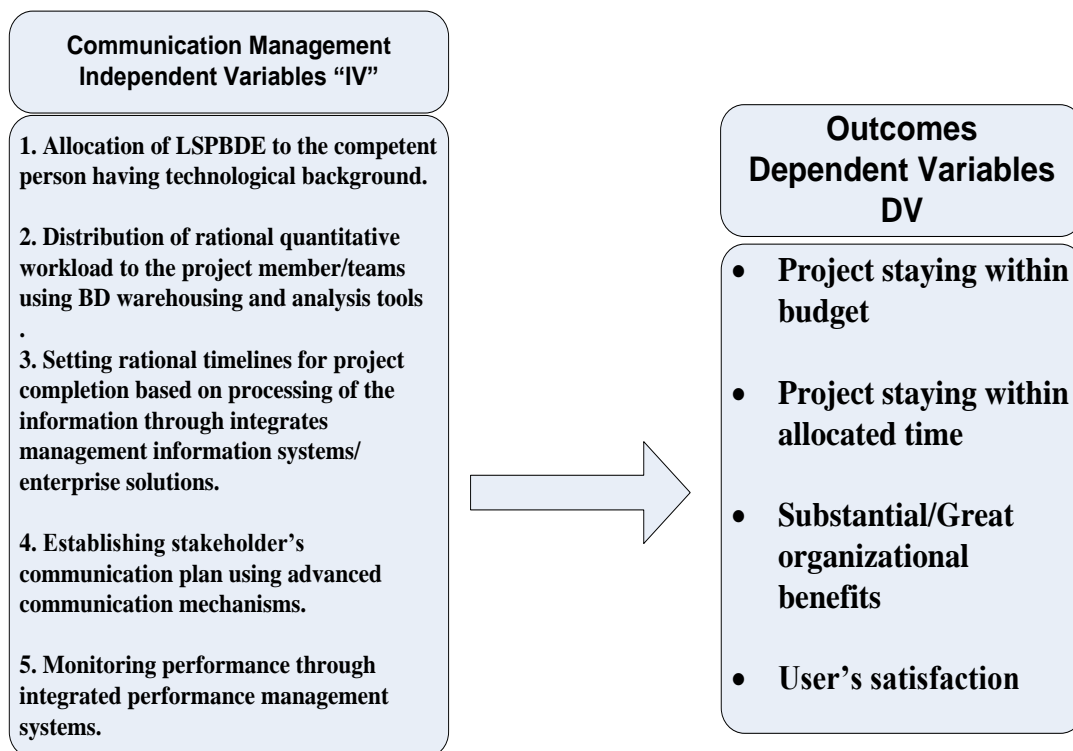 Communication Management
Independent Variables “IV”
1. Allocation of LSPBDE to the competent
person having technological background.
2. Distribution of rational quantitative
workload to the project member/teams
using BD warehousing and analysis tools
.
3. Setting rational timelines for project
completion based on processing of the
information through integrates
management information systems/
enterprise solutions.
4. Establishing stakeholder’s
communication plan using advanced
communication mechanisms.
5. Monitoring performance through
integrated performance management
systems.
Outcomes
Dependent Variables
DV
• Project staying within
budget
• Project staying within
allocated time
• Substantial/Great
organizational
benefits
• User’s satisfaction